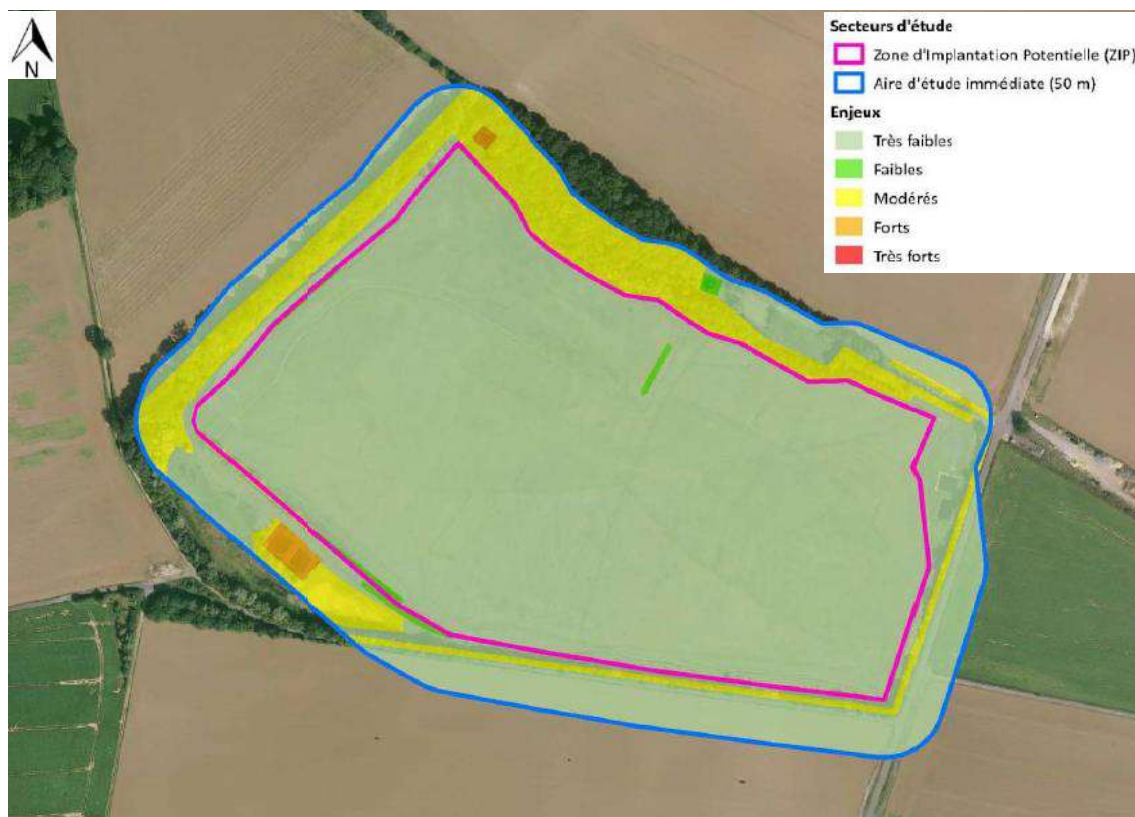 N
Secteurs d'étude
Zone d'Implantation Potentielle (ZIP)
Aire d'étude immédiate (50 m)
Enjeux
Très faibles
Faibles
Modérés
Forts
Très forts